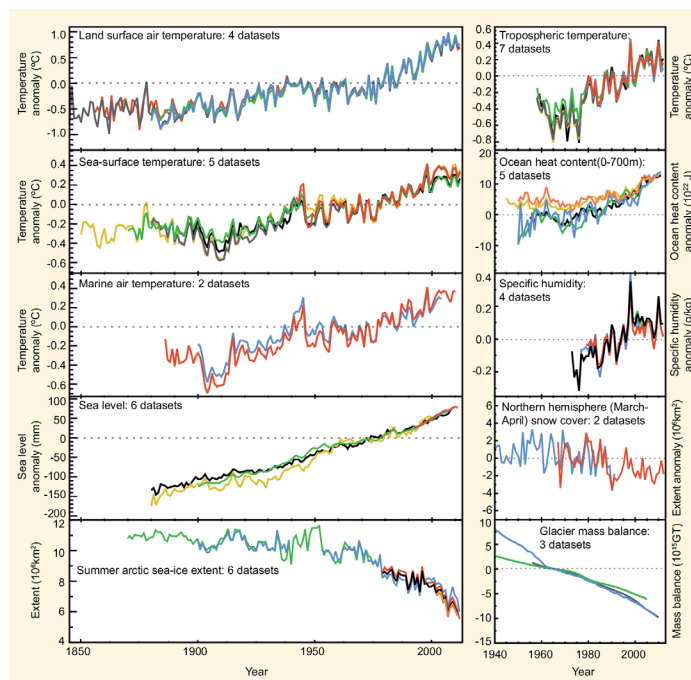 Land surface air temperature: 4 datasets
1.0
0.5
0.0
-0.5
-1.0
Temperature
anomaly (ºC)
Sea-surface temperature: 5 datasets
0.4
0.2
0.0
-0.2
-0.4
-0.6
Temperature
anomaly (ºC)
Marine air temperature: 2 datasets
0.4
0.2
0.0
-0.2
-0.4
-0.6
Temperature
anomaly (ºC)
Sea level: 6 datasets
100
50
0
-50
-100
-150
-200
Sea level
anomaly (mm)
12
10
8
6
4
Summer arctic sea-ice extent: 6 datasets
Extent (10⁶km²)
1850
1900
1950
2000
Year
Tropospheric temperature:
7 datasets
0.6
0.4
0.2
0.0
-0.2
-0.4
-0.6
-0.8
Temperature
anomaly (ºC)
Ocean heat content(0-700m):
5 datasets
20
10
0
10
Ocean heat content
anomaly (10²² J)
Specific humidity:
4 datasets
0.4
0.2
0.0
-0.2
Specific humidity
anomaly (g/kg)
Northern hemisphere (March-
April) snow cover: 2 datasets
6
4
2
0
-2
-4
-6
Extent anomaly (10⁶km²)
Glacier mass balance:
3 datasets
10
5
0
-5
-10
-15
Mass balance (10¹⁵GT)
1940
1960
1980
2000
Year